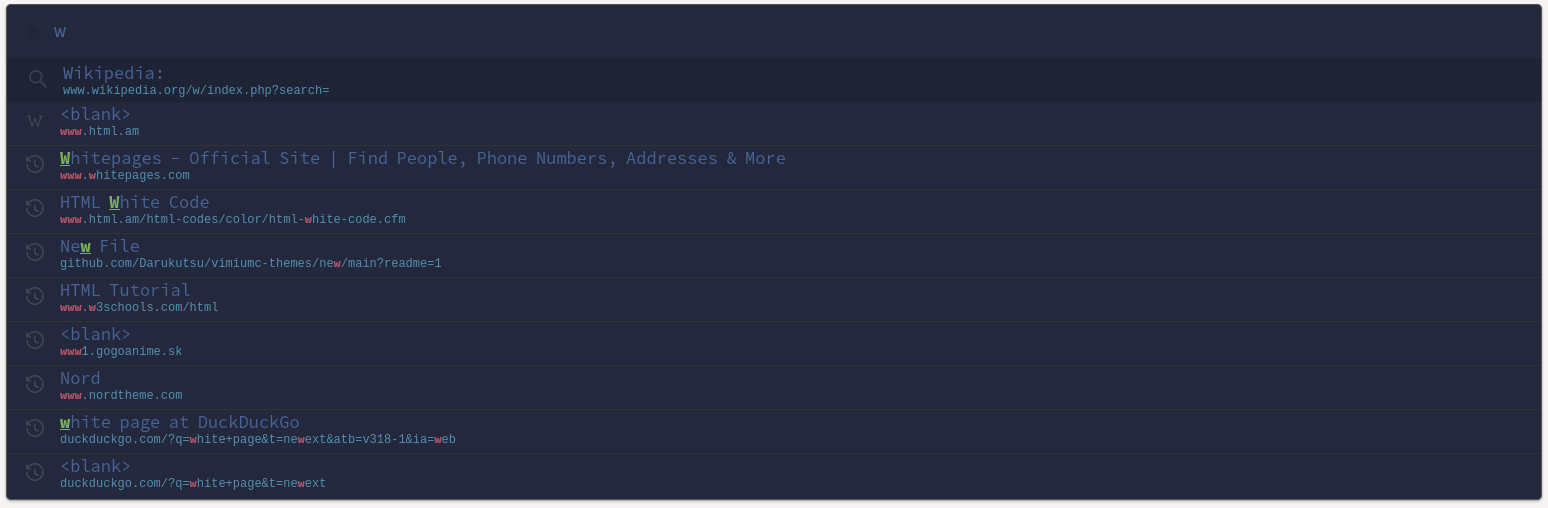 w
Wikipedia:
www.wikipedia.org/w/index.php?search=
<blank>
www.html.am
Whitepages – Official Site | Find People, Phone Numbers, Addresses & More
www.whitepages.com
HTML White Code
www.html.am/html-codes/color/html-white-code.cfm
New File
github.com/Darukutsu/vimiumc-themes/new/main?readme=1
HTML Tutorial
www.w3schools.com/html
<blank>
www1.gogoanime.sk
Nord
www.nordtheme.com
white page at DuckDuckGo
duckduckgo.com/?q=white+page&t=newext&atb=v318-1&ia=web
<blank>
duckduckgo.com/?q=white+page&t=newext